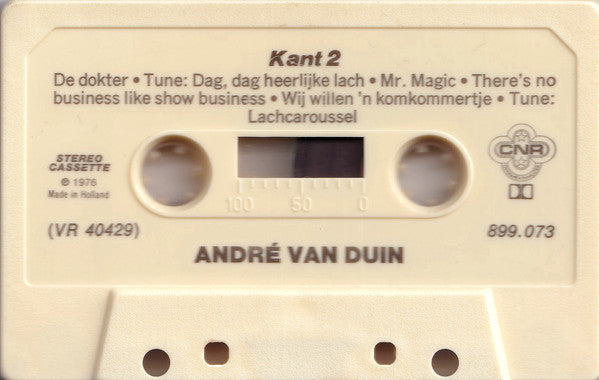 Kant 2
De dokter • Tune: Dag, dag heerlijke lach • Mr. Magic • There's no
business like show business • Wij willen 'n komkommertje • Tune:
Lachcaroussel
STEREO
CASSETTE
℗ 1976
Made in Holland
CNR
100 50 0
(VR 40429)
899.073
ANDRÉ VAN DUIN